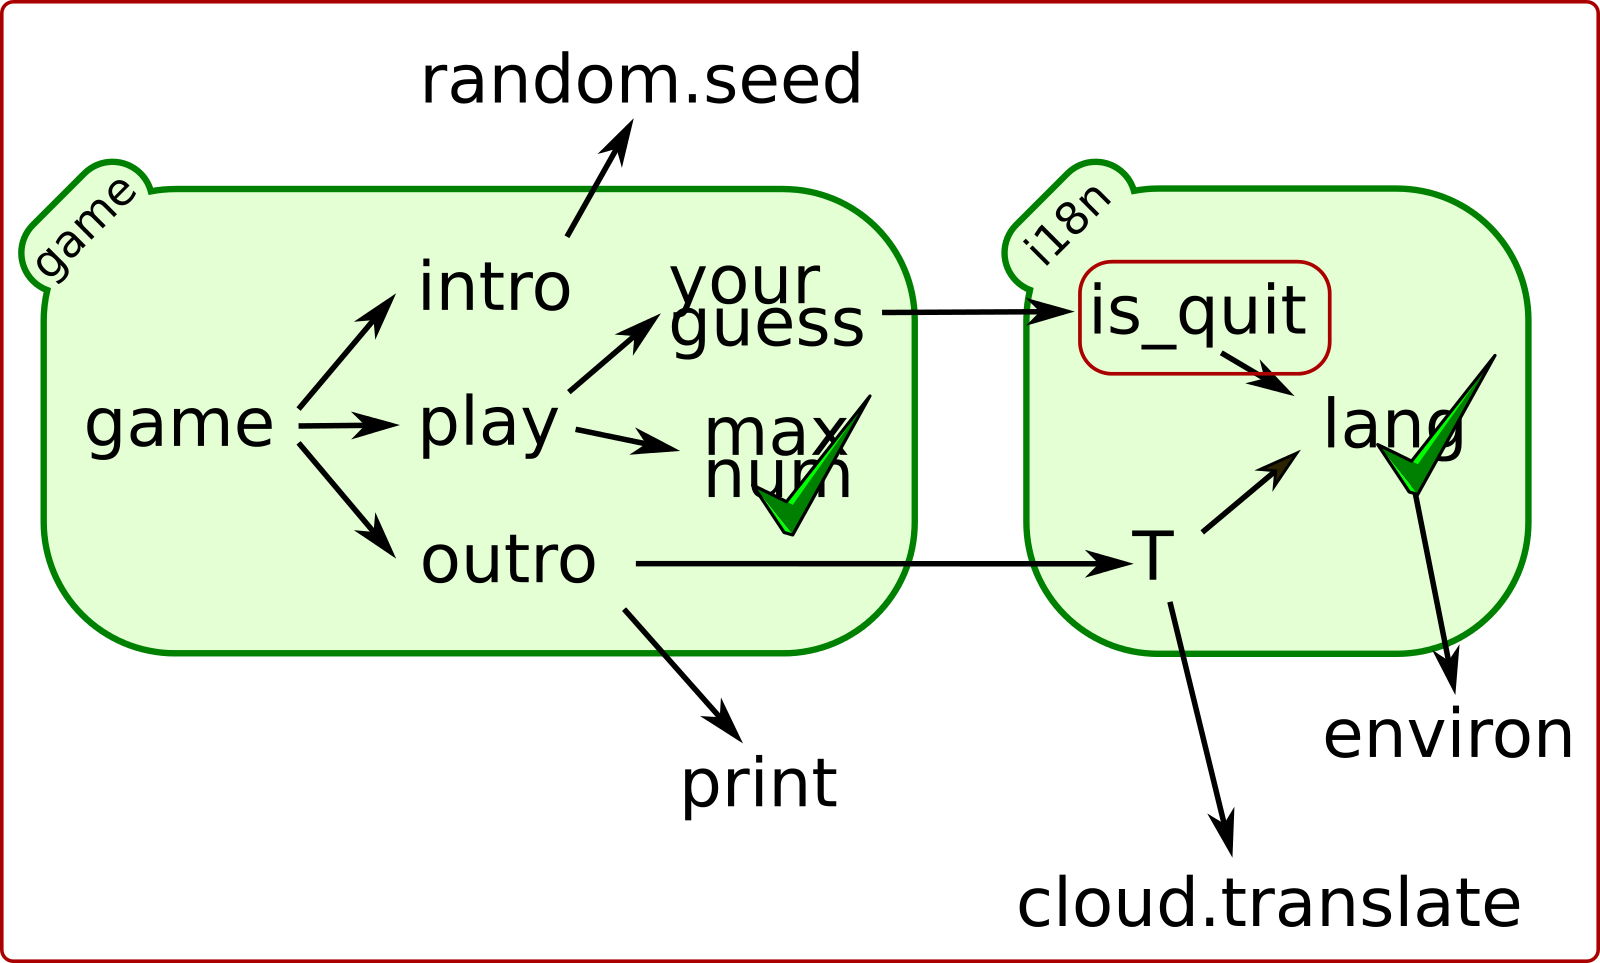 random.seed
game
i18n
intro
your
guess
is_quit
game
play
max
num
lang
outro
T
print
environ
cloud.translate